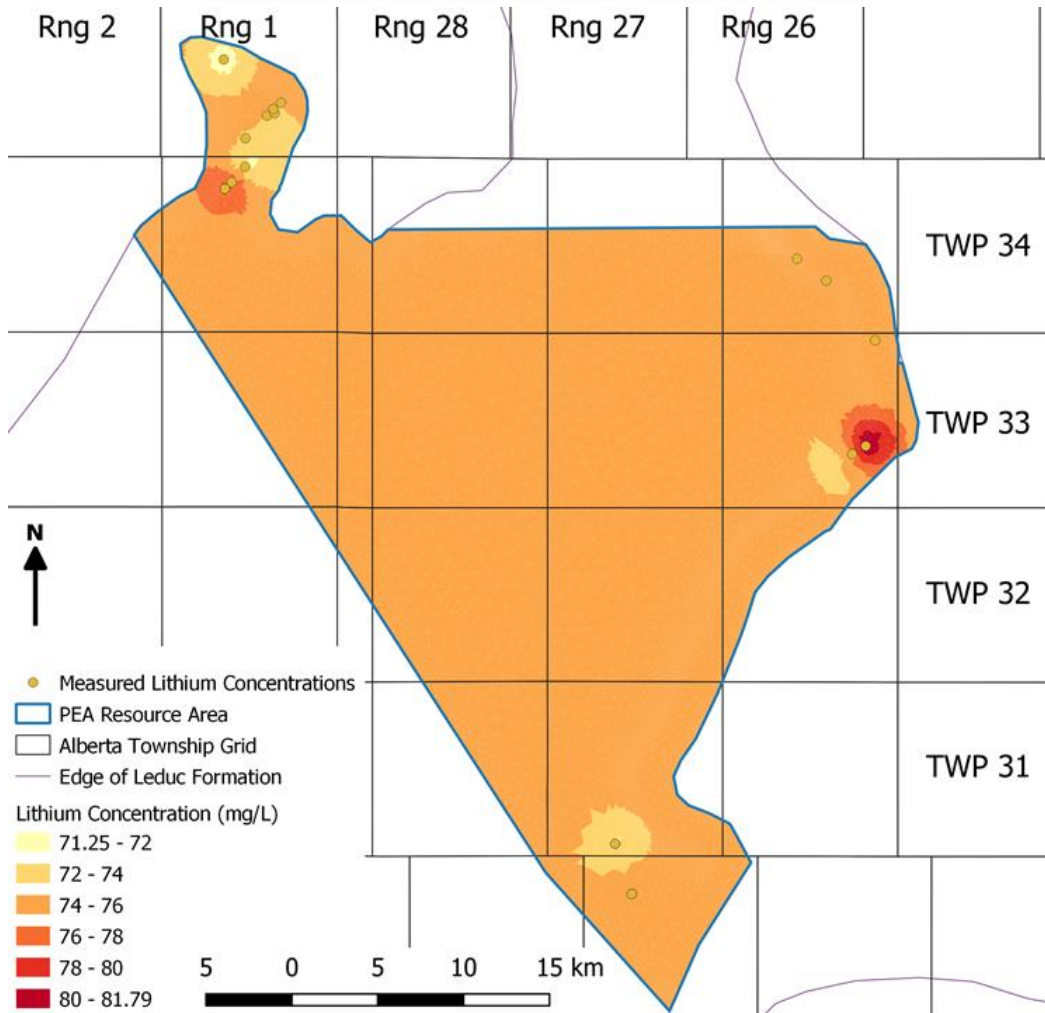 Rng 2 Rng 1 Rng 28 Rng 27 Rng 26
TWP 34
TWP 33
N
TWP 32
Measured Lithium Concentrations
PEA Resource Area
Alberta Township Grid
TWP 31
Edge of Leduc Formation
Lithium Concentration (mg/L)
71.25 - 72
72 - 74
74 - 76
76 - 78
78 - 80
80 - 81.79
5 0 5 10 15 km